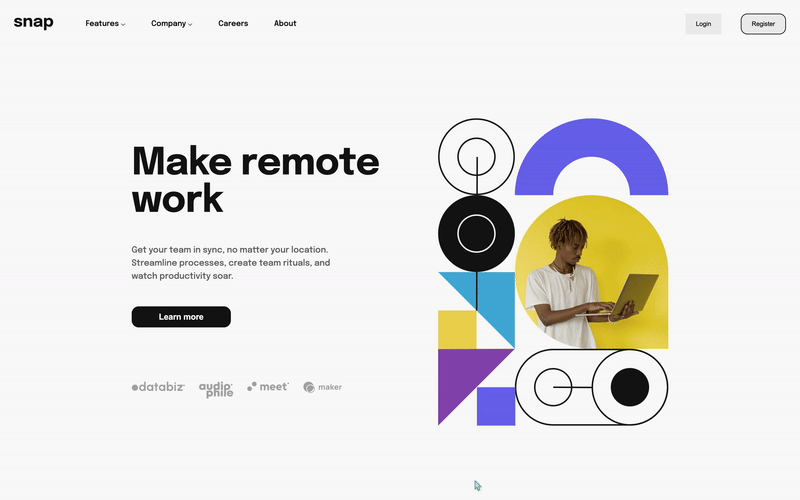 snap
Features
Company
Careers
About
Login
Register
Make remote
work
Get your team in sync, no matter your location.
Streamline processes, create team rituals, and
watch productivity soar.
Learn more
databiz
audiophile
meet
maker